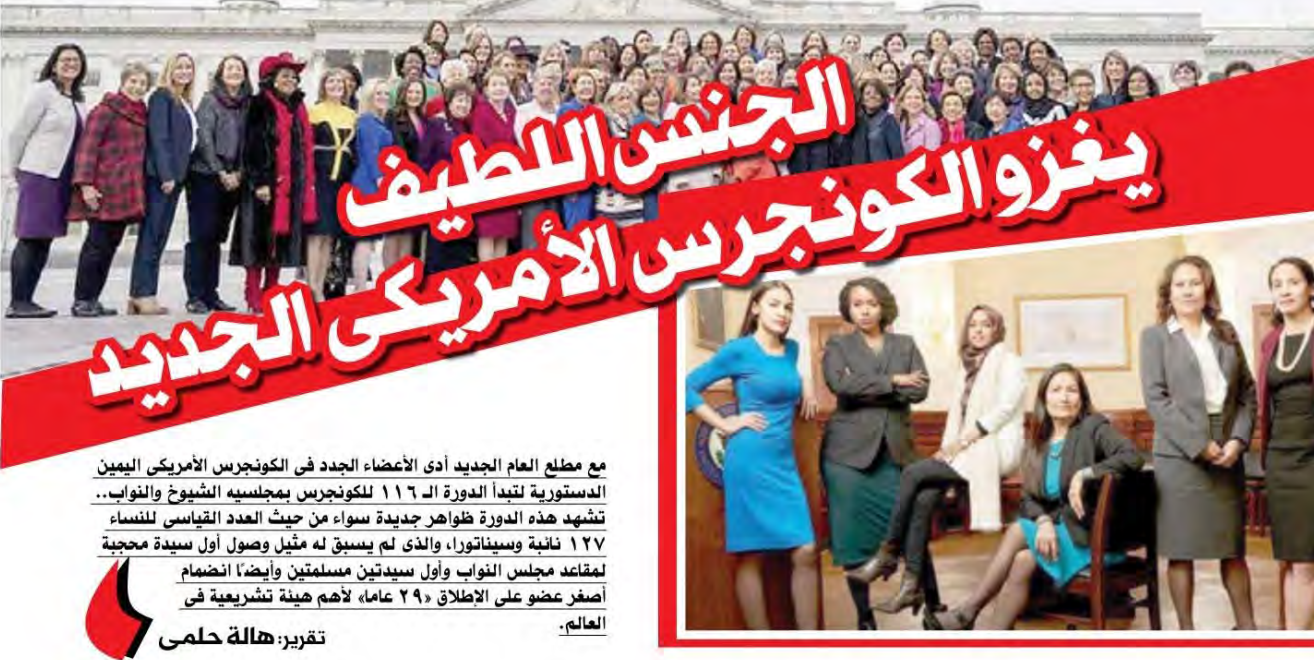 الجنس اللطيف
يغزو الكونجرس الأمريكى الجديد
مع مطلع العام الجديد أدى الأعضاء الجدد فى الكونجرس الأمريكى اليمين
الدستورية لتبدأ الدورة الـ ١١٦ للكونجرس بمجلسيه الشيوخ والنواب..
تشهد هذه الدورة ظواهر جديدة سواء من حيث العدد القياسى للنساء
١٢٧ نائبة وسيناتورا، والذى لم يسبق له مثيل وصول أول سيدة محجبة
لمقاعد مجلس النواب وأول سيدتين مسلمتين وأيضًا انضمام
أصغر عضو على الإطلاق «٢٩ عاما» لأهم هيئة تشريعية فى
العالم.
تقرير: هالة حلمى